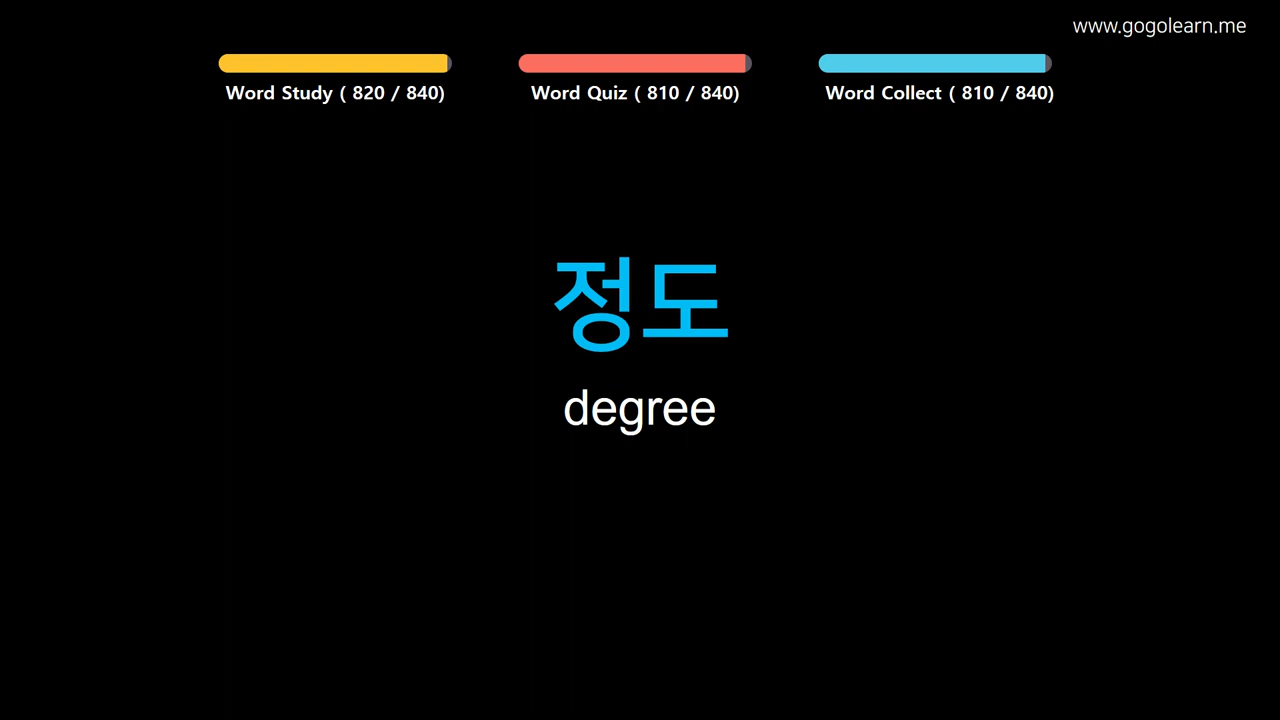 www.gogolearn.me
Word Study ( 820 / 840)
Word Quiz ( 810 / 840)
Word Collect ( 810 / 840)
정도
degree